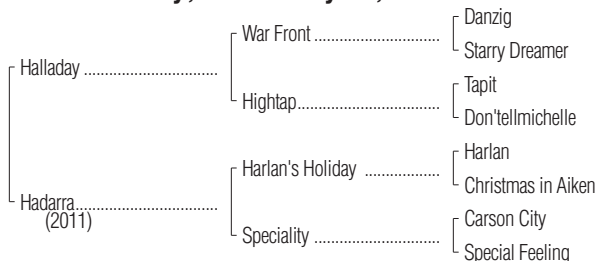 Danzig
War Front ........................................
Starry Dreamer
Halladay ..........................................
Tapit
Hightap............................................
Don'tellmichelle
Harlan
Harlan's Holiday ........................
Christmas in Aiken
Hadarra............................................
(2011)
Carson City
Speciality ........................................
Special Feeling